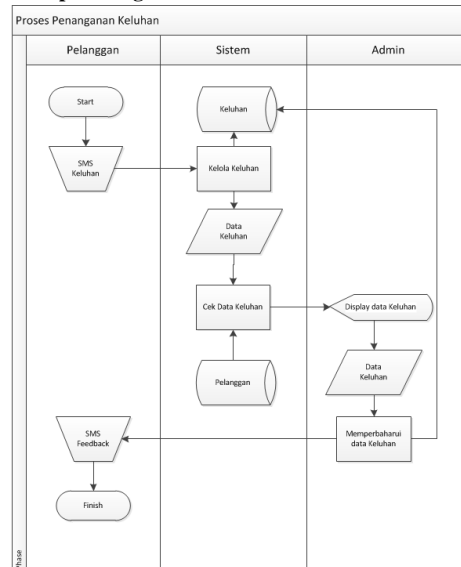 Proses Penanganan Keluhan
Pelanggan
Sistem
Admin
Start
Keluhan
SMS
Keluhan
Kelola Keluhan
Data
Keluhan
Cek Data Keluhan
Display data Keluhan
Pelanggan
Data
Keluhan
SMS
Feedback
Memperbaharui
data Keluhan
Finish
Phase